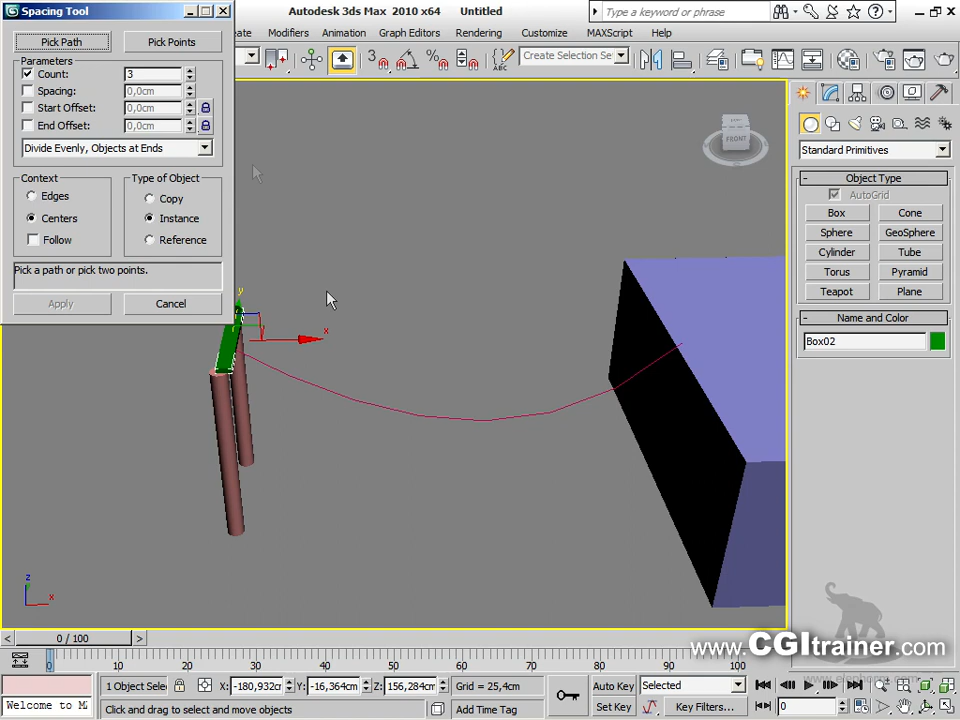 Spacing Tool
Autodesk 3ds Max 2010 x64
Untitled
Type a keyword or phrase
Modifiers
Animation
Graph Editors
Rendering
Customize
MAXScript
Help
Create Selection Se
ABC
3
%
Pick Path
Pick Points
Parameters
Count:
3
Spacing:
0,0cm
Start Offset:
0,0cm
End Offset:
0,0cm
Divide Evenly, Objects at Ends
Context
Edges
Centers
Follow
Type of Object
Copy
Instance
Reference
Pick a path or pick two points.
Apply
Cancel
FRONT
y
x
z
x
Standard Primitives
Object Type
AutoGrid
Box
Cone
Sphere
GeoSphere
Cylinder
Tube
Torus
Pyramid
Teapot
Plane
Name and Color
Box02
www.CGItrainer.com
0 / 100
0 10 20 30 40 50 60 70 80 90 100
1 Object Selec
X: -180,932cm
Y: -16,364cm
Z: 156,284cm
Grid = 25,4cm
Auto Key
Selected
Welcome to MA
Click and drag to select and move objects
Add Time Tag
Set Key
Key Filters...
0